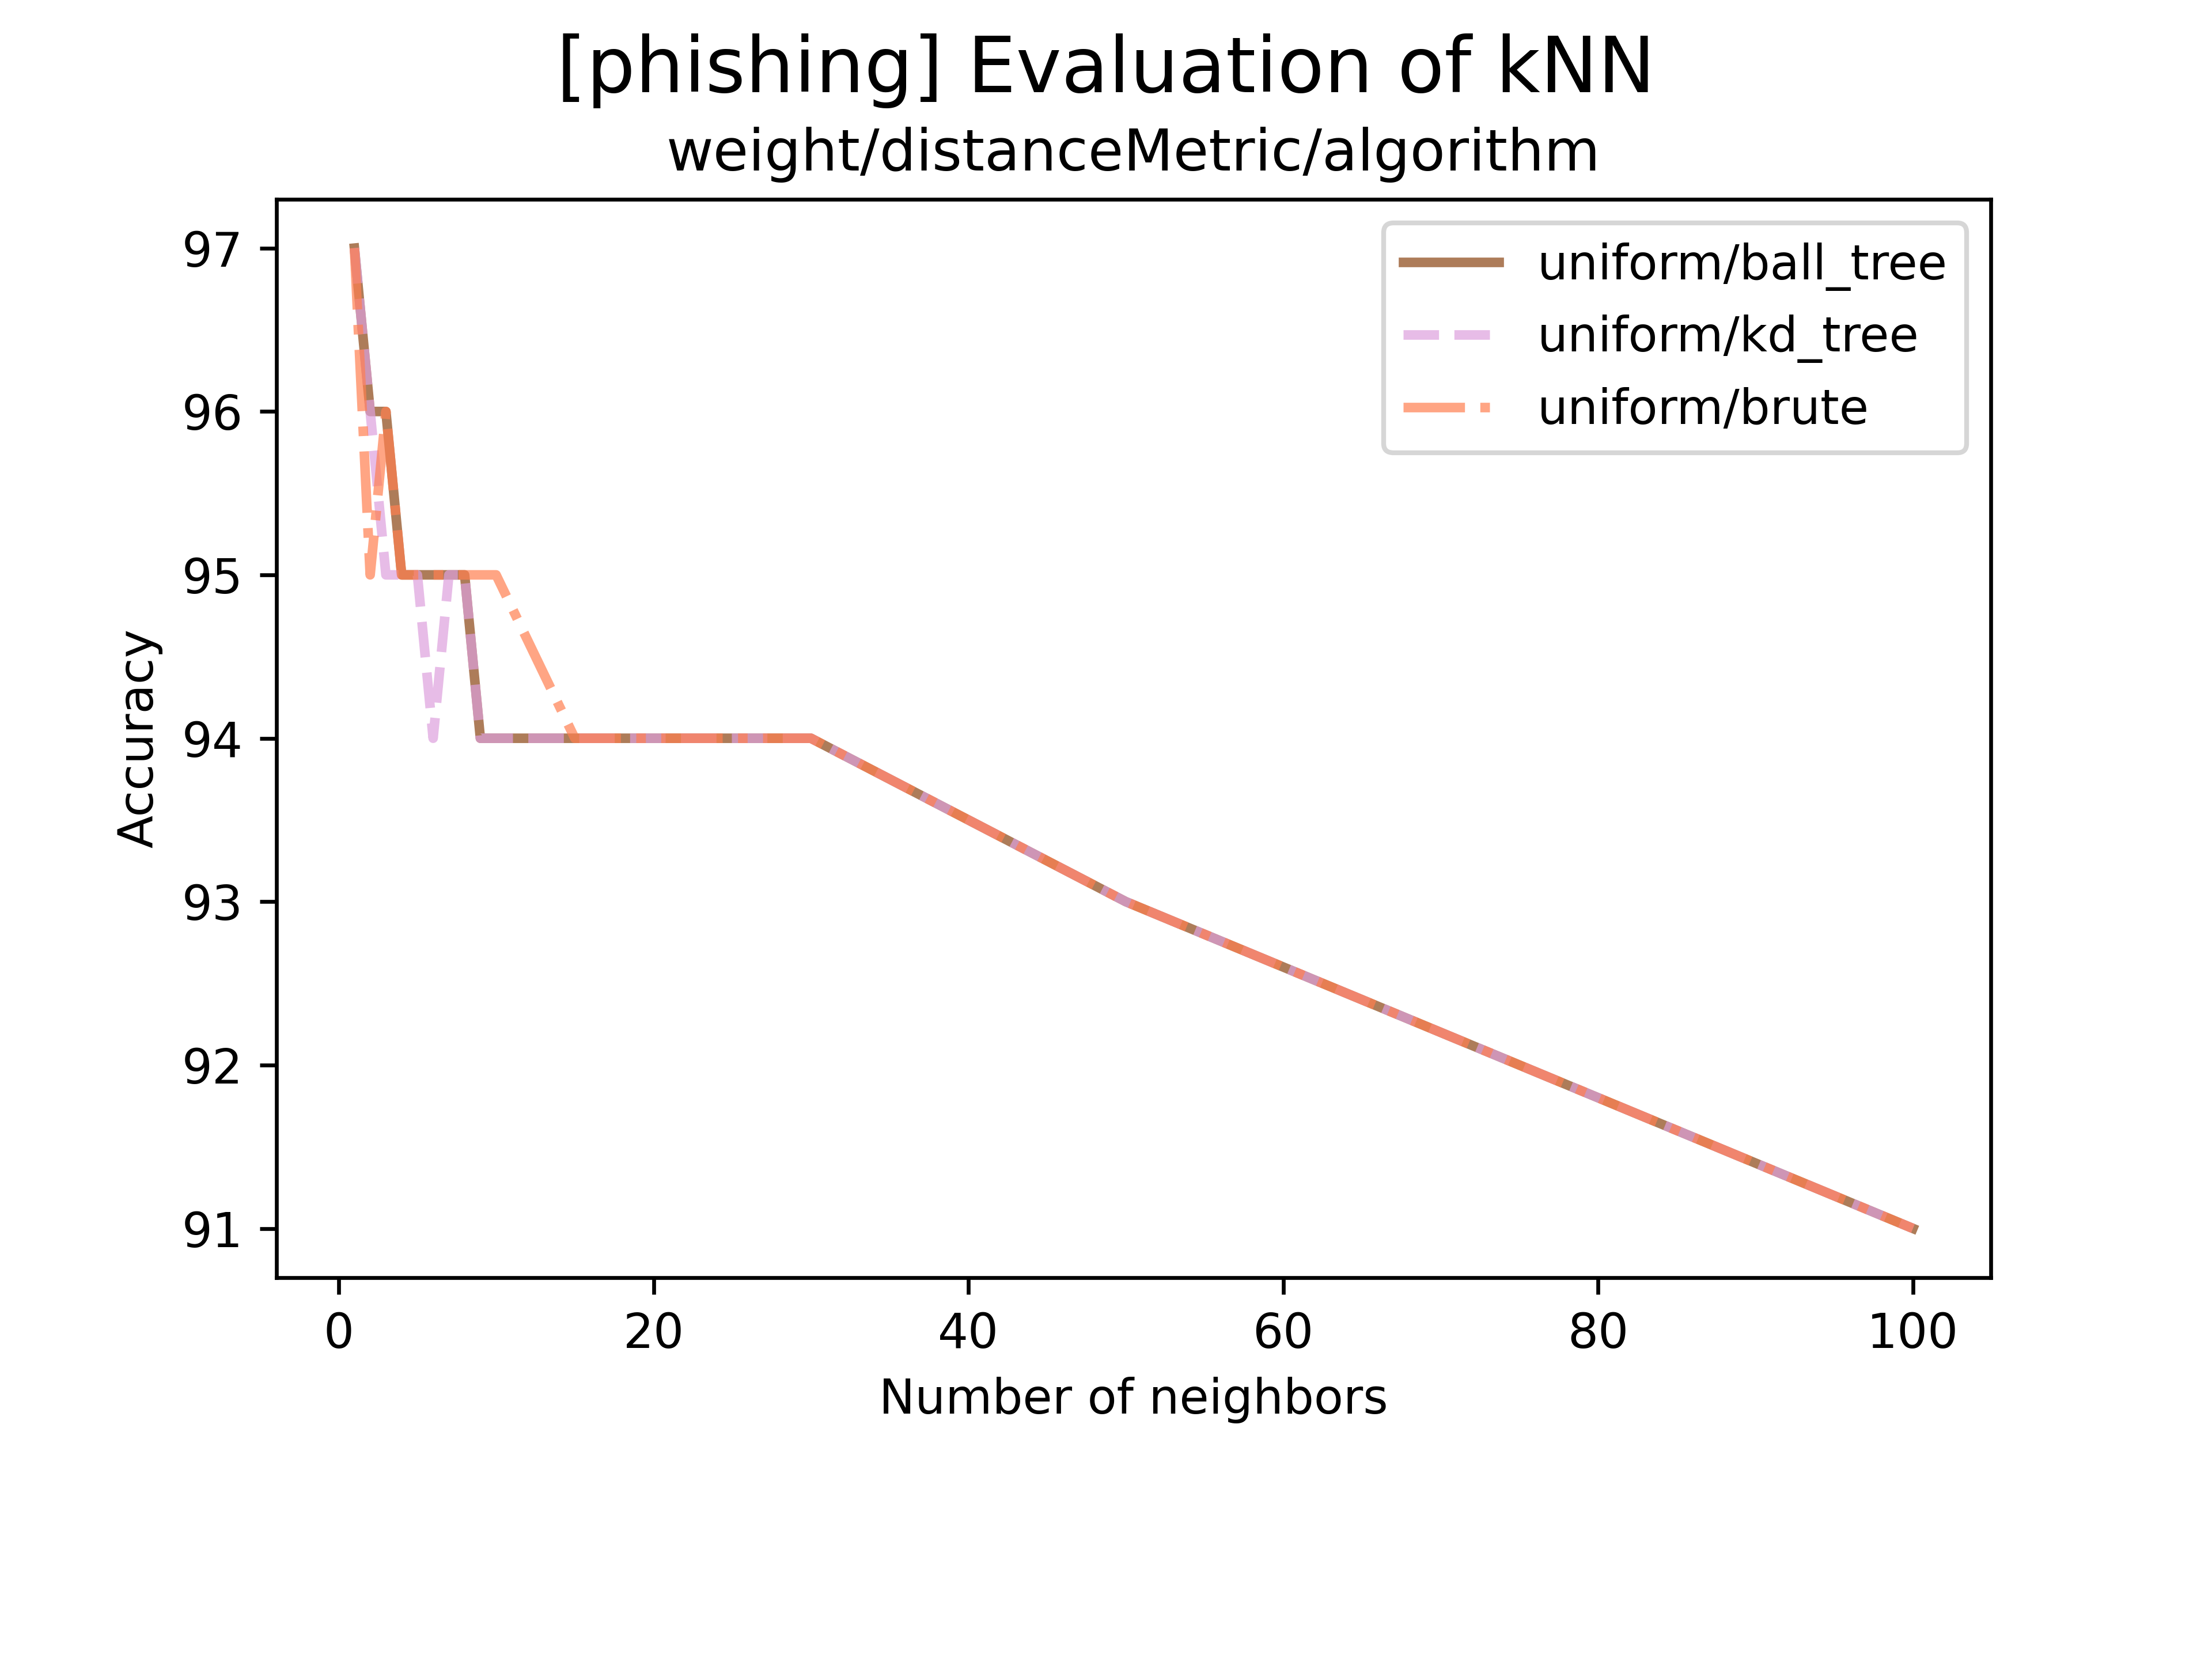 [phishing] Evaluation of kNN
weight/distanceMetric/algorithm
uniform/ball_tree
uniform/kd_tree
uniform/brute
Accuracy
97
96
95
94
93
92
91
0 20 40 60 80 100
Number of neighbors